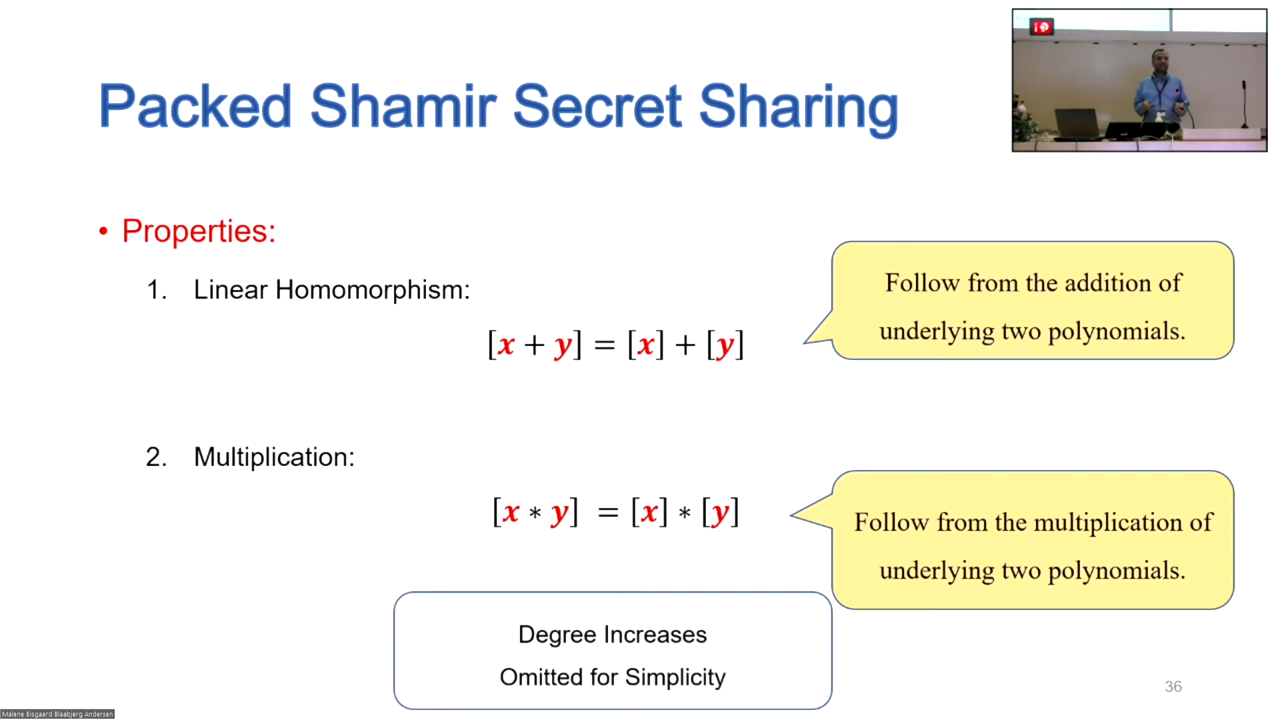 Packed Shamir Secret Sharing
• Properties:
1. Linear Homomorphism:
[x + y] = [x] + [y]
Follow from the addition of
underlying two polynomials.
2. Multiplication:
[x ∗ y] = [x] ∗ [y]
Follow from the multiplication of
underlying two polynomials.
Degree Increases
Omitted for Simplicity
36
Malene Eisgaard Blaabjerg Andersen